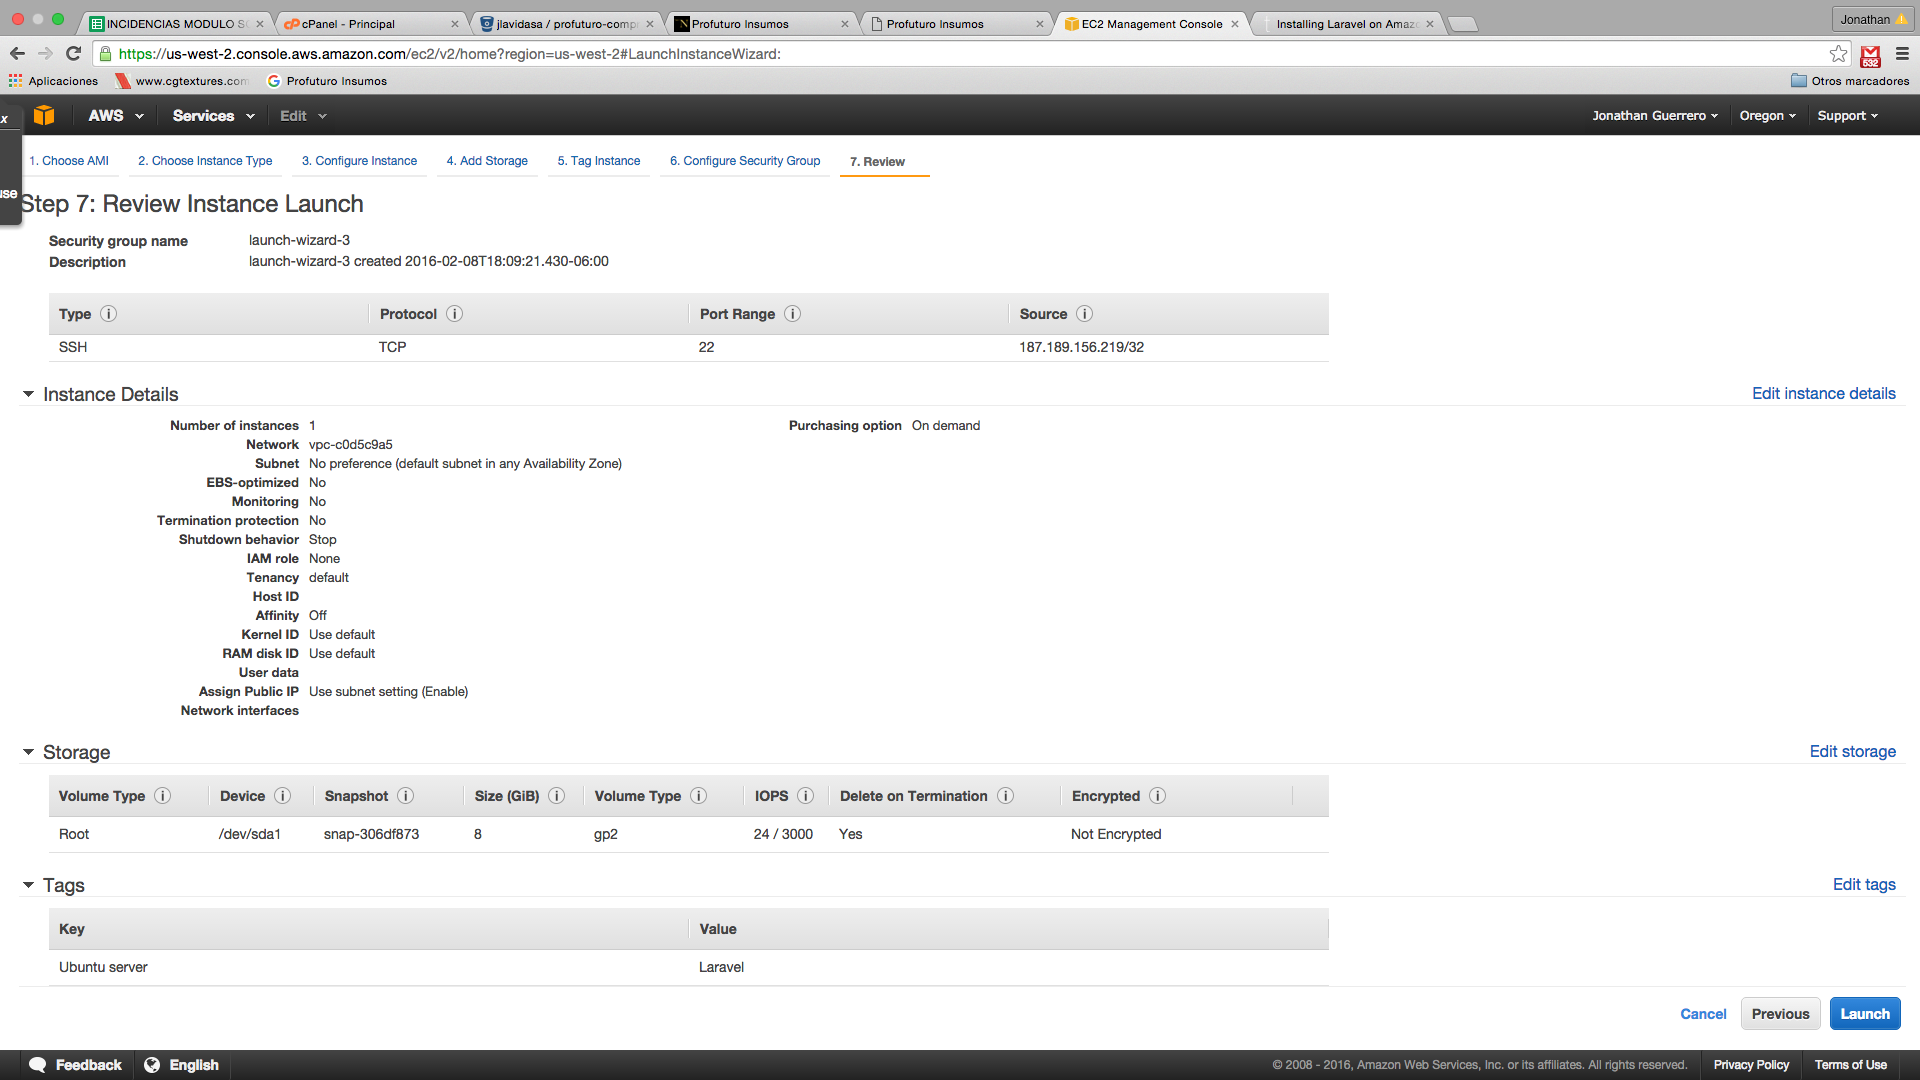 INCIDENCIAS MODULO SO
cPanel - Principal
jlavidasa / profuturo-comp
Profuturo Insumos
Profuturo Insumos
EC2 Management Console
Installing Laravel on Amaz
Jonathan
https://us-west-2.console.aws.amazon.com/ec2/v2/home?region=us-west-2#LaunchInstanceWizard:
532
Aplicaciones
www.cgtextures.com
Profuturo Insumos
Otros marcadores
x
AWS
Services
Edit
Jonathan Guerrero
Oregon
Support
1. Choose AMI
2. Choose Instance Type
3. Configure Instance
4. Add Storage
5. Tag Instance
6. Configure Security Group
7. Review
use
Step 7: Review Instance Launch
Security group name launch-wizard-3
Description launch-wizard-3 created 2016-02-08T18:09:21.430-06:00
Type Protocol Port Range Source
SSH TCP 22 187.189.156.219/32
Instance Details
Edit instance details
Number of instances 1
Purchasing option On demand
Network vpc-c0d5c9a5
Subnet No preference (default subnet in any Availability Zone)
EBS-optimized No
Monitoring No
Termination protection No
Shutdown behavior Stop
IAM role None
Tenancy default
Host ID
Affinity Off
Kernel ID Use default
RAM disk ID Use default
User data
Assign Public IP Use subnet setting (Enable)
Network interfaces
Storage
Edit storage
Volume Type Device Snapshot Size (GiB) Volume Type IOPS Delete on Termination Encrypted
Root /dev/sda1 snap-306df873 8 gp2 24 / 3000 Yes Not Encrypted
Tags
Edit tags
Key Value
Ubuntu server Laravel
Cancel
Previous
Launch
Feedback
English
© 2008 - 2016, Amazon Web Services, Inc. or its affiliates. All rights reserved.
Privacy Policy
Terms of Use